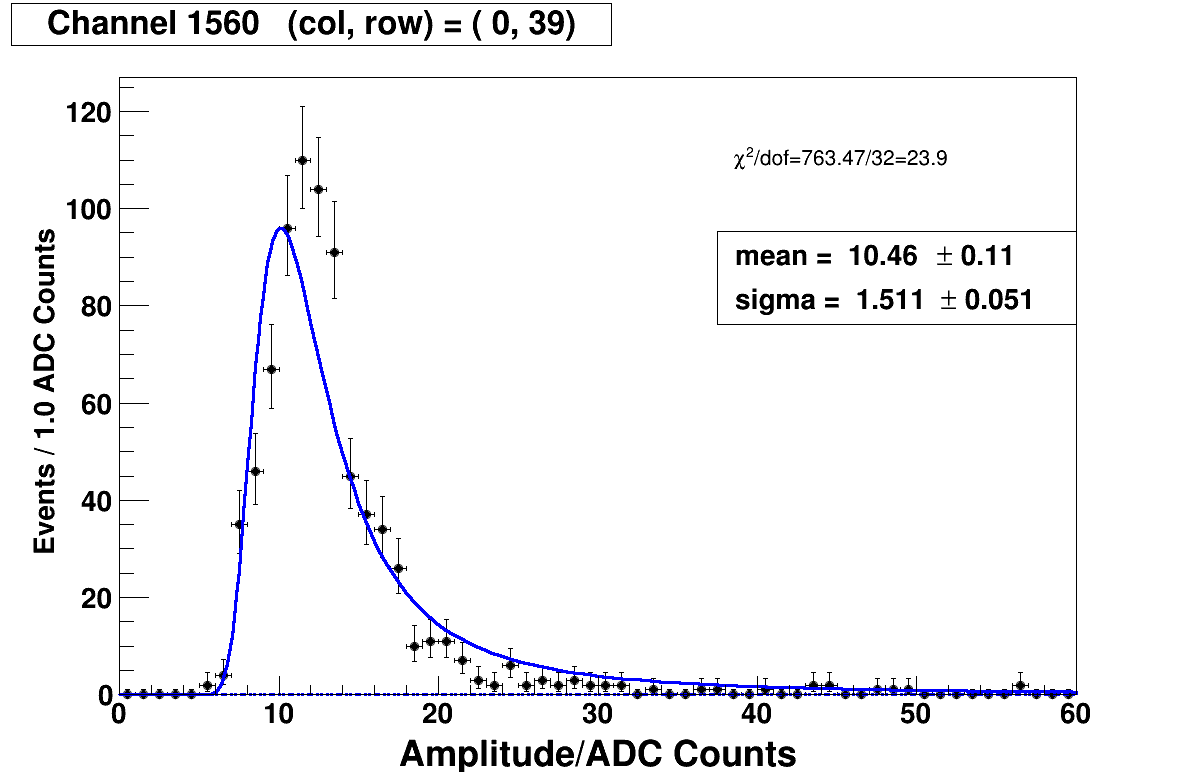 Channel 1560 (col, row) = ( 0, 39)
120
100
80
60
40
20
0
Events / 1.0 ADC Counts
χ²/dof=763.47/32=23.9
mean = 10.46 ± 0.11
sigma = 1.511 ± 0.051
0 10 20 30 40 50 60
Amplitude/ADC Counts